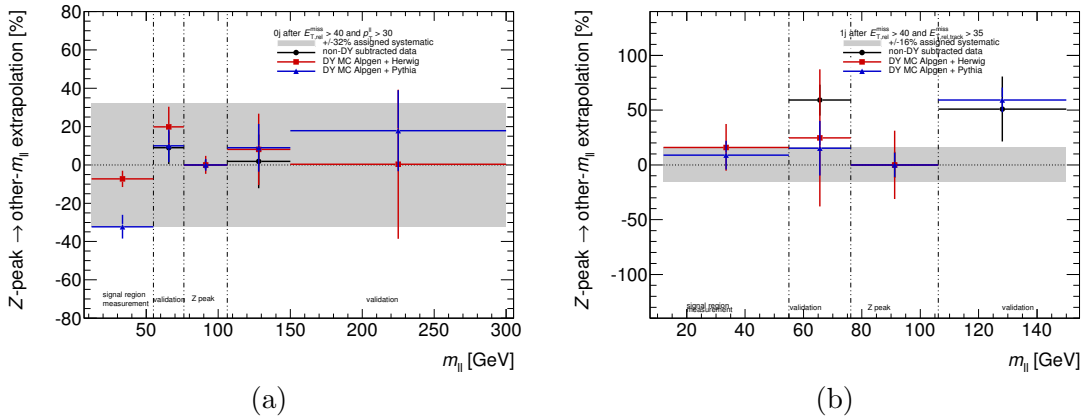 Z-peak → other-m_ll extrapolation [%]
80
60
40
20
0
-20
-40
-60
-80
0j after E_T,rel^miss > 40 and p_T^ll > 30
+/-32% assigned systematic
non-DY subtracted data
DY MC Alpgen + Herwig
DY MC Alpgen + Pythia
signal region
measurement
validation
Z peak
validation
50 100 150 200 250 300
m_ll [GeV]
(a)
Z-peak → other-m_ll extrapolation [%]
100
50
0
-50
-100
1j after E_T,rel^miss > 40 and E_T,rel,track^miss > 35
+/-16% assigned systematic
non-DY subtracted data
DY MC Alpgen + Herwig
DY MC Alpgen + Pythia
signal region
measurement
validation
Z peak
validation
20 40 60 80 100 120 140
m_ll [GeV]
(b)